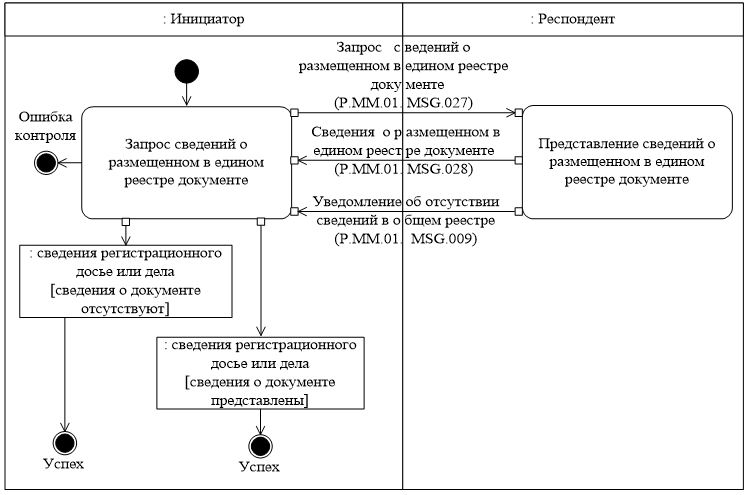 : Инициатор
: Респондент
Запрос с ведений о
размещенном в едином реестре
доку менте
(P.MM.01. MSG.027)
Ошибка
контроля
Запрос сведений о
размещенном в едином
реестре документе
Сведения о размещенном в
едином реестре документе
(P.MM.01. MSG.028)
Представление сведений о
размещенном в едином
реестре документе
Уведомление об отсутствии
сведений в общем реестре
(P.MM.01. MSG.009)
: сведения регистрационного
досье или дела
[сведения о документе
отсутствуют]
: сведения регистрационного
досье или дела
[сведения о документе
представлены]
Успех
Успех